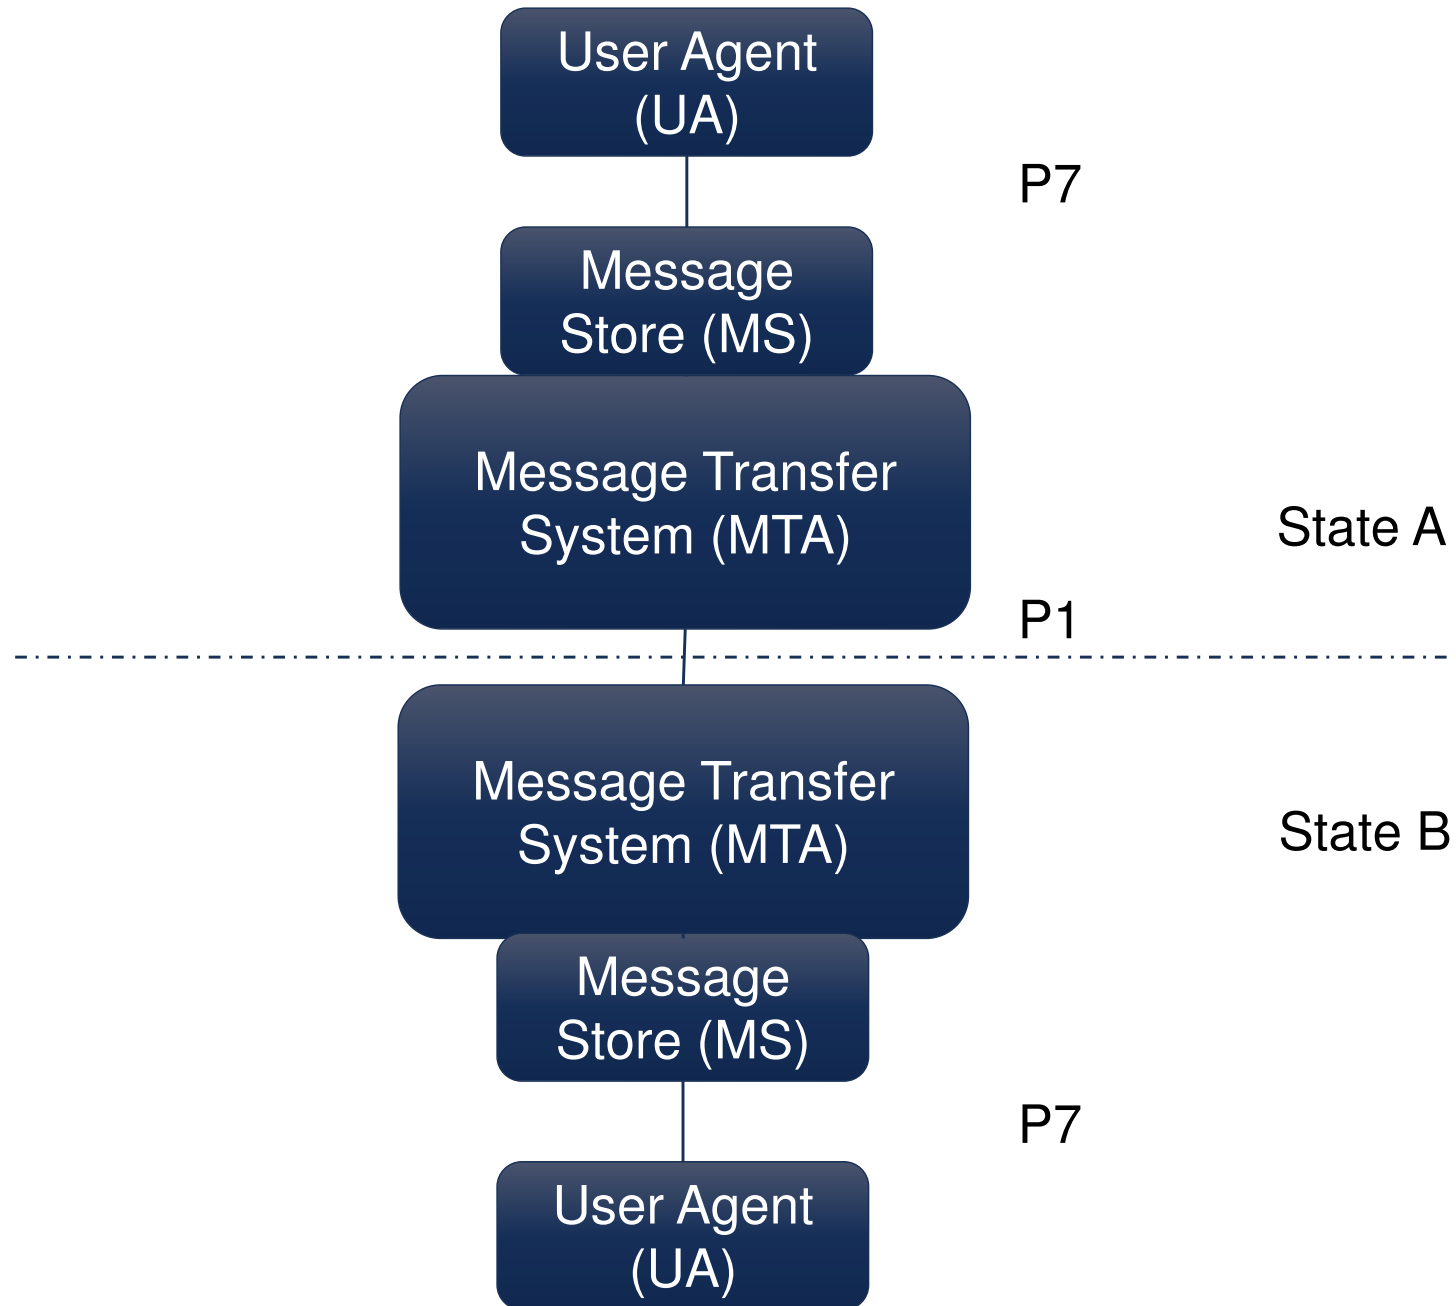 User Agent
(UA)
P7
Message
Store (MS)
Message Transfer
System (MTA)
State A
P1
Message Transfer
System (MTA)
State B
Message
Store (MS)
P7
User Agent
(UA)